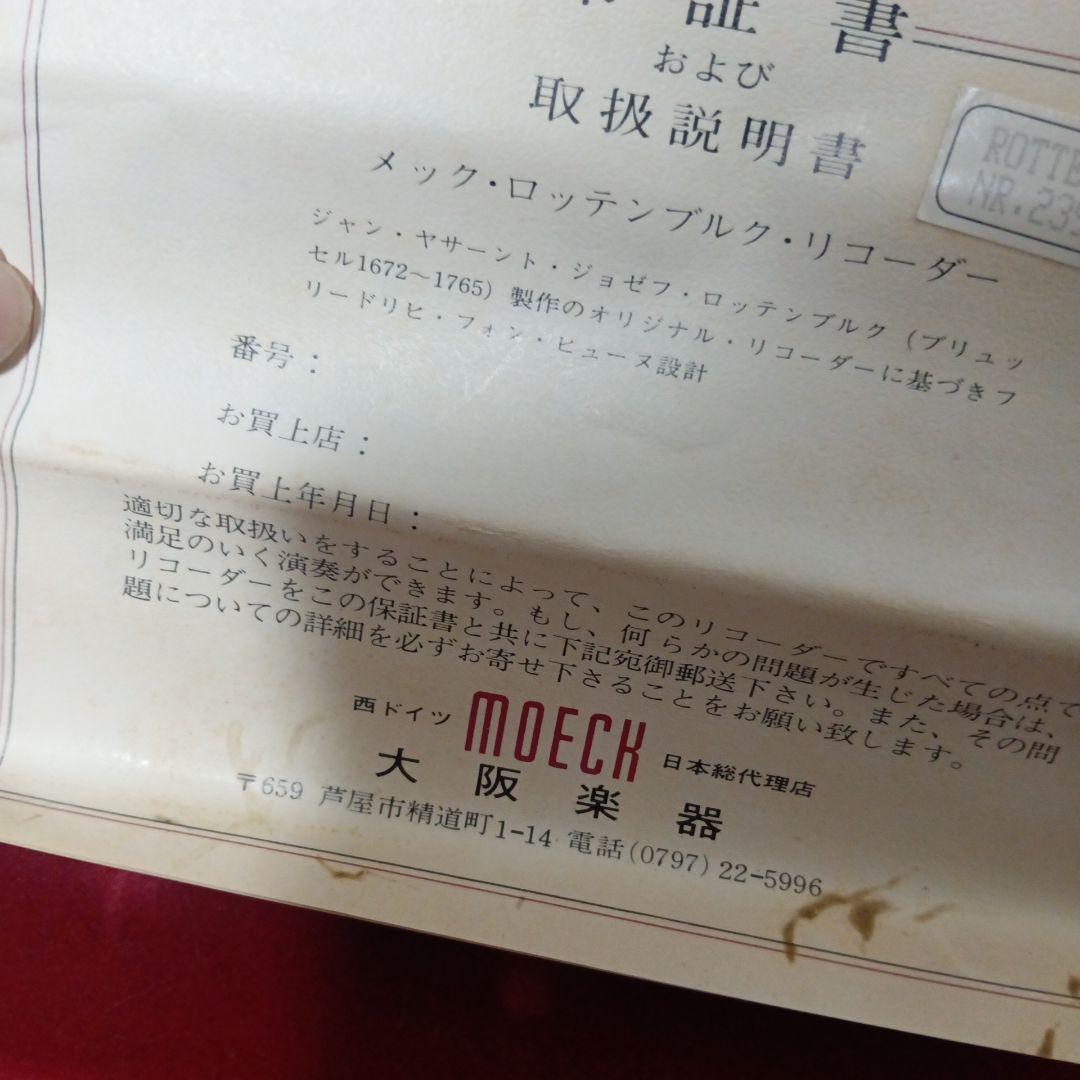 証書
および
取扱説明書
ROTTE
NR.239
メック・ロッテンブルク・リコーダー
ジャン・ヤサーント・ジョゼフ・ロッテンブルク（ブリュッ
セル1672～1765）製作のオリジナル・リコーダーに基づきフ
リードリヒ・フォン・ヒューヌ設計
番号：
お買上店：
お買上年月日：
適切な取扱いをすることによって、このリコーダーですべての点で
満足のいく演奏ができます。もし、何らかの問題が生じた場合は、
リコーダーをこの保証書と共に下記宛御郵送下さい。また、その問
題についての詳細を必ずお寄せ下さることをお願い致します。
西ドイツ MOECK 日本総代理店
大阪楽器
〒659 芦屋市精道町1-14 電話(0797)22-5996